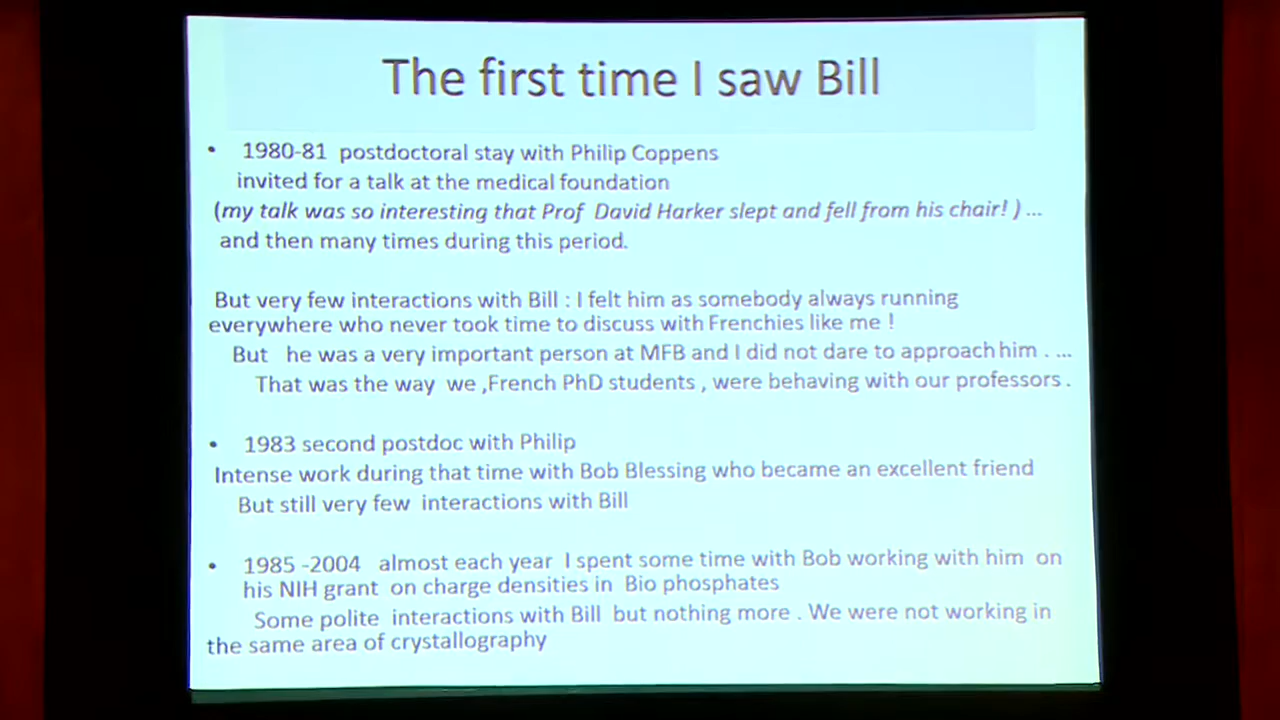 The first time I saw Bill
• 1980-81 postdoctoral stay with Philip Coppens
invited for a talk at the medical foundation
(my talk was so interesting that Prof David Harker slept and fell from his chair! ) ...
and then many times during this period.
But very few interactions with Bill : I felt him as somebody always running
everywhere who never took time to discuss with Frenchies like me !
But he was a very important person at MFB and I did not dare to approach him . ...
That was the way we ,French PhD students , were behaving with our professors .
• 1983 second postdoc with Philip
Intense work during that time with Bob Blessing who became an excellent friend
But still very few interactions with Bill
• 1985 -2004 almost each year I spent some time with Bob working with him on
his NIH grant on charge densities in Bio phosphates
Some polite interactions with Bill but nothing more . We were not working in
the same area of crystallography